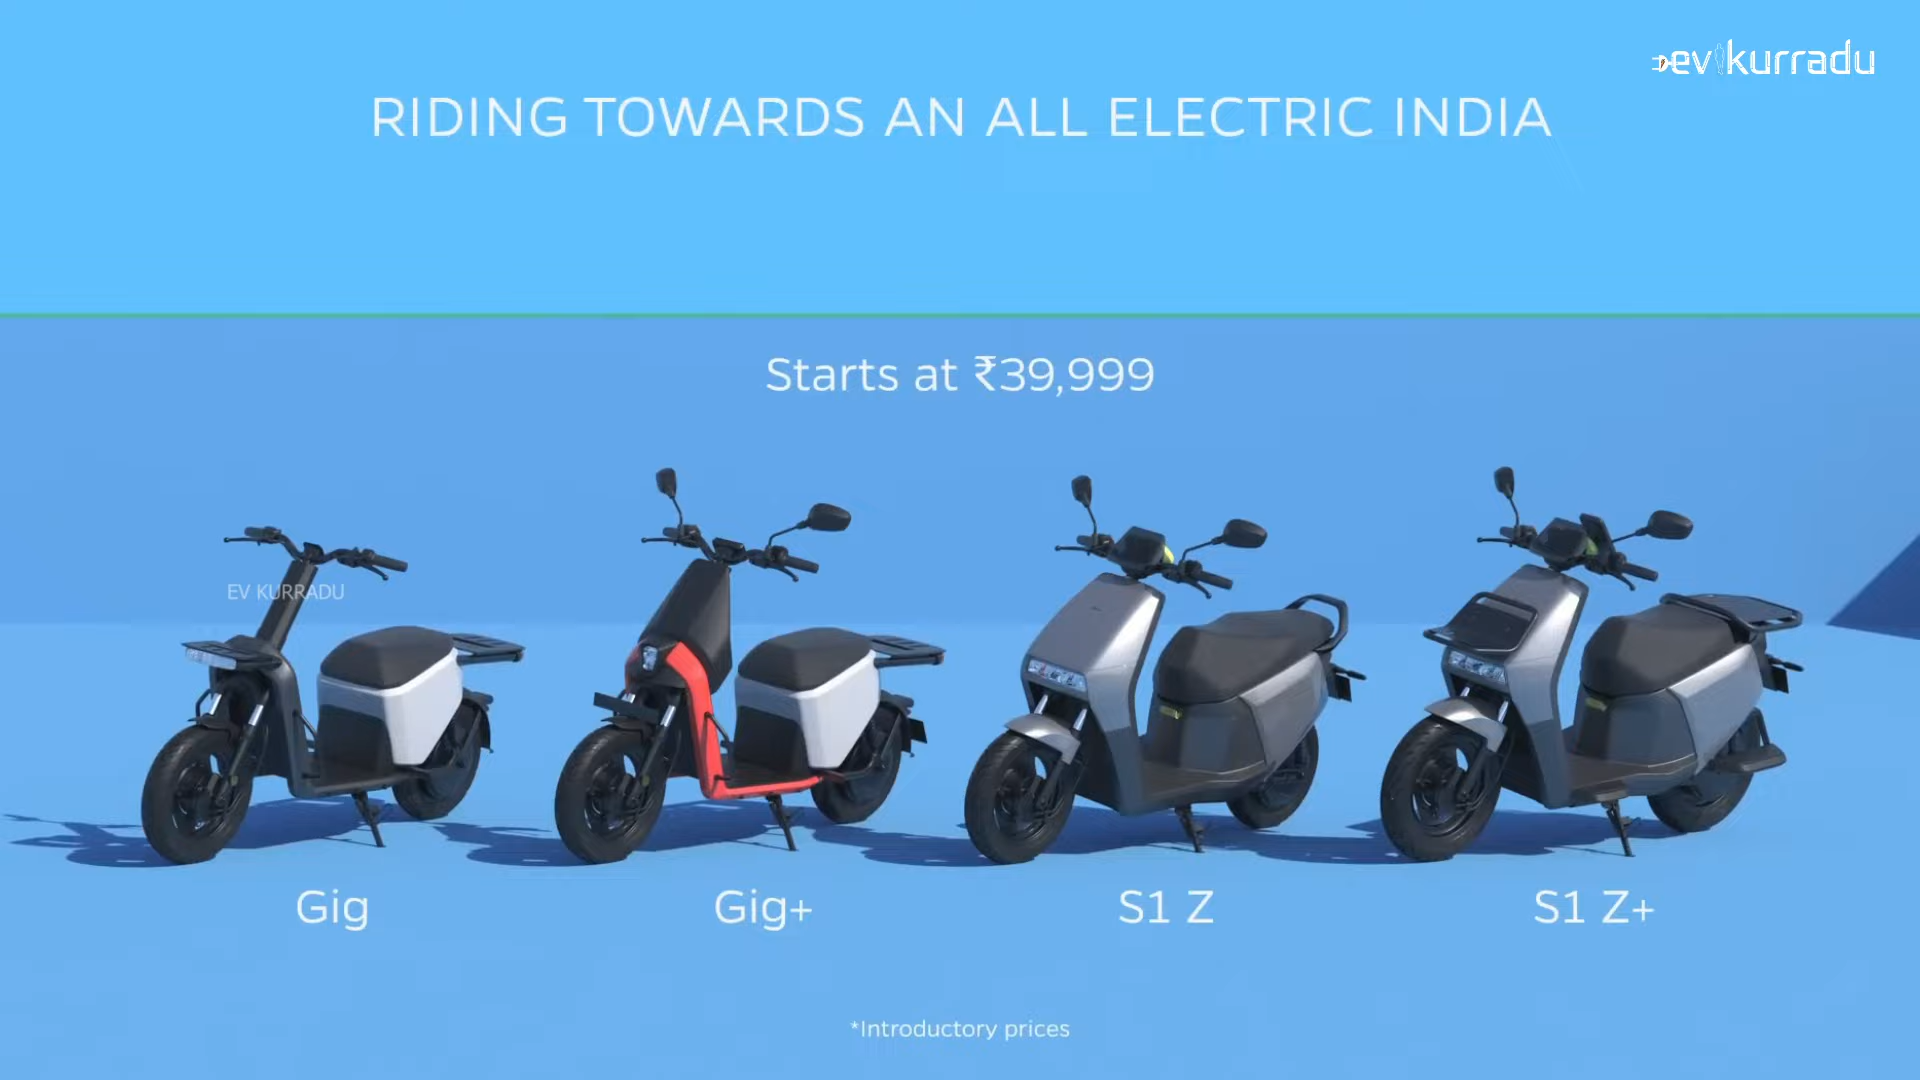 evkurradu
RIDING TOWARDS AN ALL ELECTRIC INDIA
Starts at ₹39,999
EV KURRADU
Gig
Gig+
S1 Z
S1 Z+
*Introductory prices